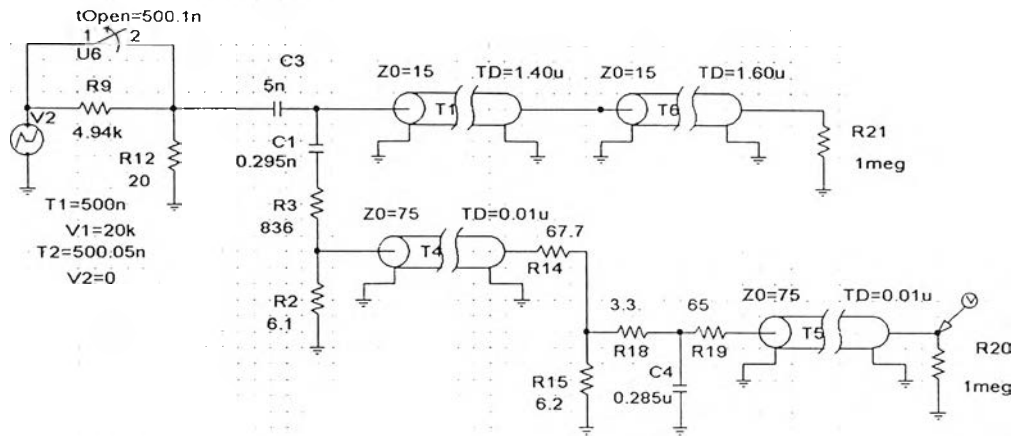 tOpen=500.1n
1 2
U6
R9
4.94k
V2
R12
20
T1=500n
V1=20k
T2=500.05n
V2=0
C3
5n
C1
0.295n
R3
836
R2
6.1
Z0=15 TD=1.40u
T1
Z0=15 TD=1.60u
T6
R21
1meg
Z0=75 TD=0.01u
T4
67.7
R14
3.3
R18
65
R19
R15
6.2
C4
0.285u
Z0=75 TD=0.01u
T5
V
R20
1meg